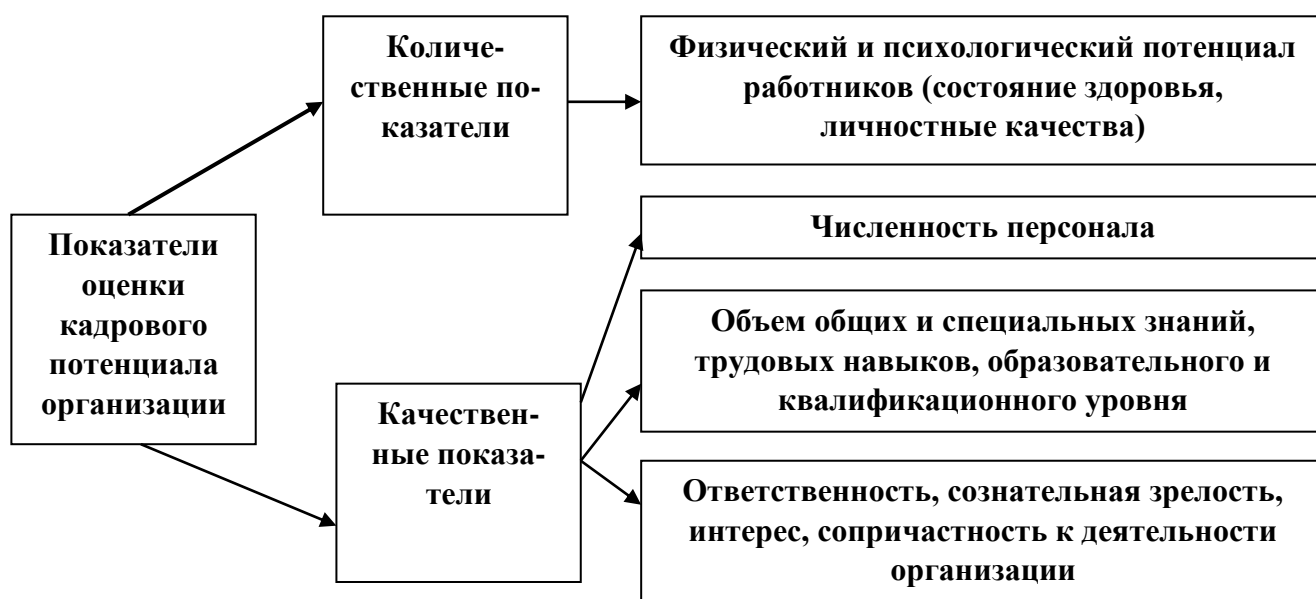 Показатели
оценки
кадрового
потенциала
организации
Количе-
ственные по-
казатели
Качествен-
ные показа-
тели
Физический и психологический потенциал
работников (состояние здоровья,
личностные качества)
Численность персонала
Объем общих и специальных знаний,
трудовых навыков, образовательного и
квалификационного уровня
Ответственность, сознательная зрелость,
интерес, сопричастность к деятельности
организации